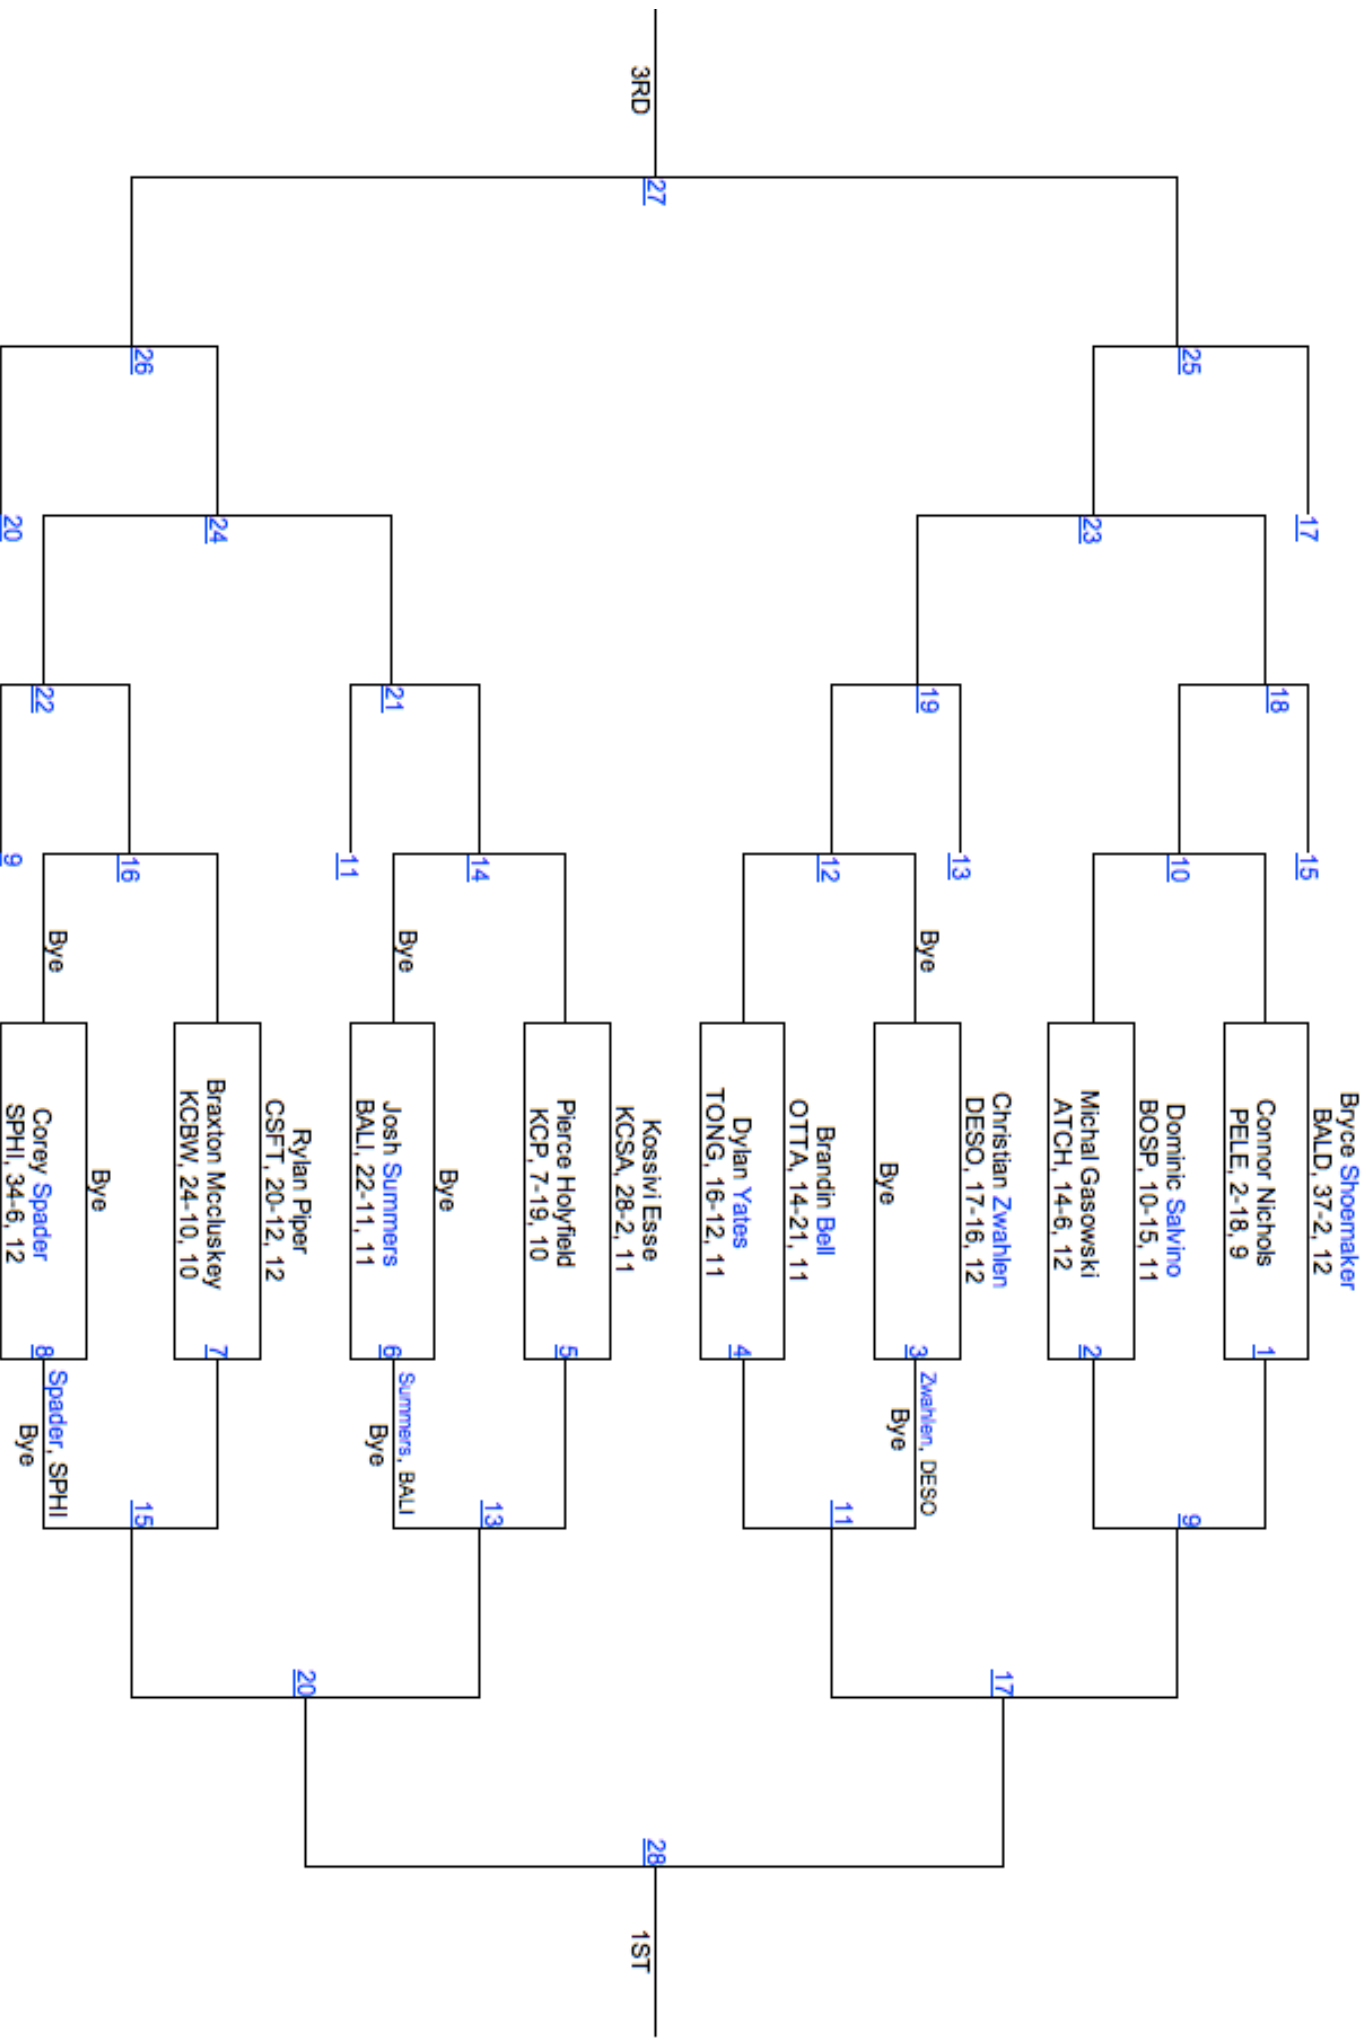 Bryce Shoemaker
BALD, 37-2, 12
1
Connor Nichols
PELE, 2-18, 9
Dominic Salvino
BOSP, 10-15, 11
2
Michal Gasowski
ATCH, 14-6, 12
Christian Zwahlen
DESO, 17-16, 12
3
Bye
Brandin Bell
OTTA, 14-21, 11
4
Dylan Yates
TONG, 16-12, 11
Kossivi Esse
KCSA, 28-2, 11
5
Pierce Holyfield
KCP, 7-19, 10
Bye
6
Josh Summers
BALI, 22-11, 11
Rylan Piper
CSFT, 20-12, 12
7
Braxton Mccluskey
KCBW, 24-10, 10
Bye
8
Corey Spader
SPHI, 34-6, 12
9
Zwahlen, DESO
Bye
11
13
Summers, BALI
Bye
15
Spader, SPHI
Bye
17
20
28
1ST
15
10
13
Bye
12
14
Bye
11
16
Bye
9
18
19
21
22
17
23
24
20
25
26
27
3RD